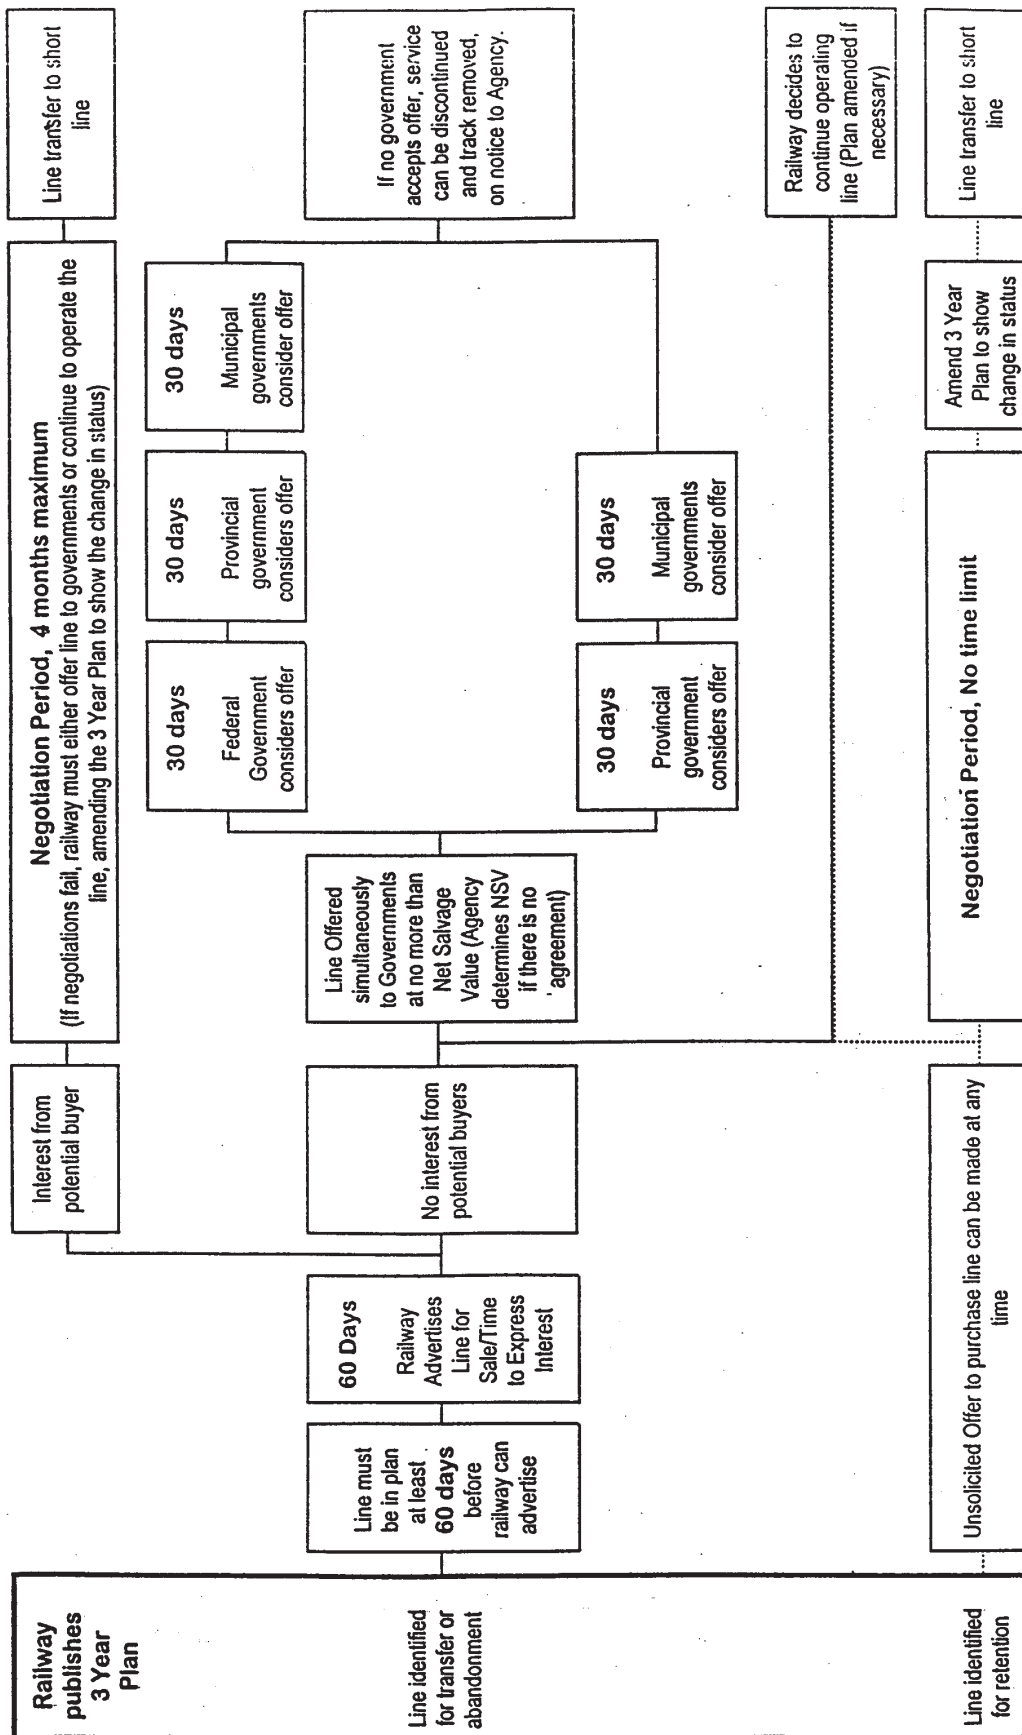 Railway
publishes
3 Year
Plan
Line identified
for transfer or
abandonment
Line identified
for retention
Line must
be in plan
at least
60 days
before
railway can
advertise
60 Days
Railway
Advertises
Line for
Sale/Time
to Express
Interest
Interest from
potential buyer
No interest from
potential buyers
Unsolicited Offer to purchase line can be made at any
time
Negotiation Period, 4 months maximum
(If negotiations fail, railway must either offer line to governments or continue to operate the
line, amending the 3 Year Plan to show the change in status)
Line Offered
simultaneously
to Governments
at no more than
Net Salvage
Value (Agency
determines NSV
if there is no
agreement)
30 days
Federal
Government
considers offer
30 days
Provincial
government
considers offer
30 days
Municipal
governments
consider offer
30 days
Provincial
government
considers offer
30 days
Municipal
governments
consider offer
Negotiation Period, No time limit
Amend 3 Year
Plan to show
change in status
Line transfer to short
line
If no government
accepts offer, service
can be discontinued
and track removed,
on notice to Agency.
Railway decides to
continue operating
line (Plan amended if
necessary)
Line transfer to short
line